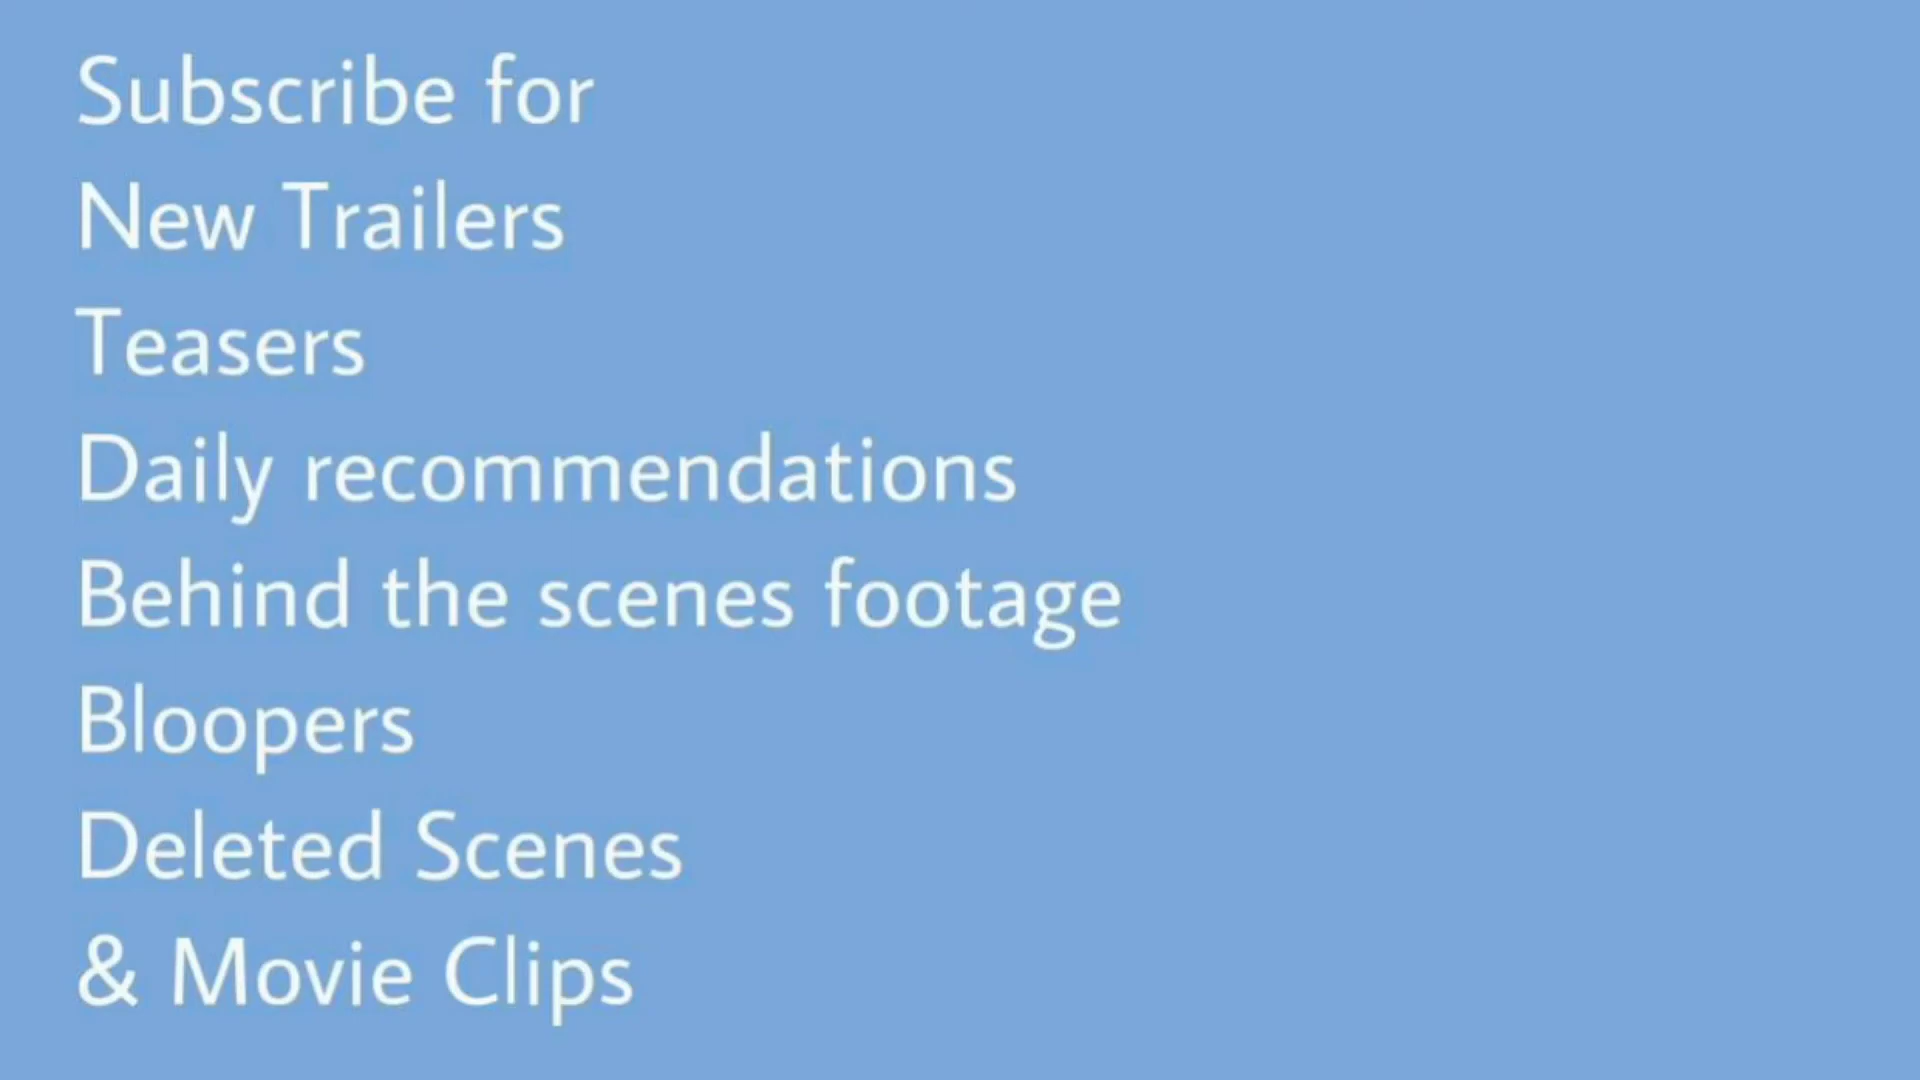 Subscribe for
New Trailers
Teasers
Daily recommendations
Behind the scenes footage
Bloopers
Deleted Scenes
& Movie Clips